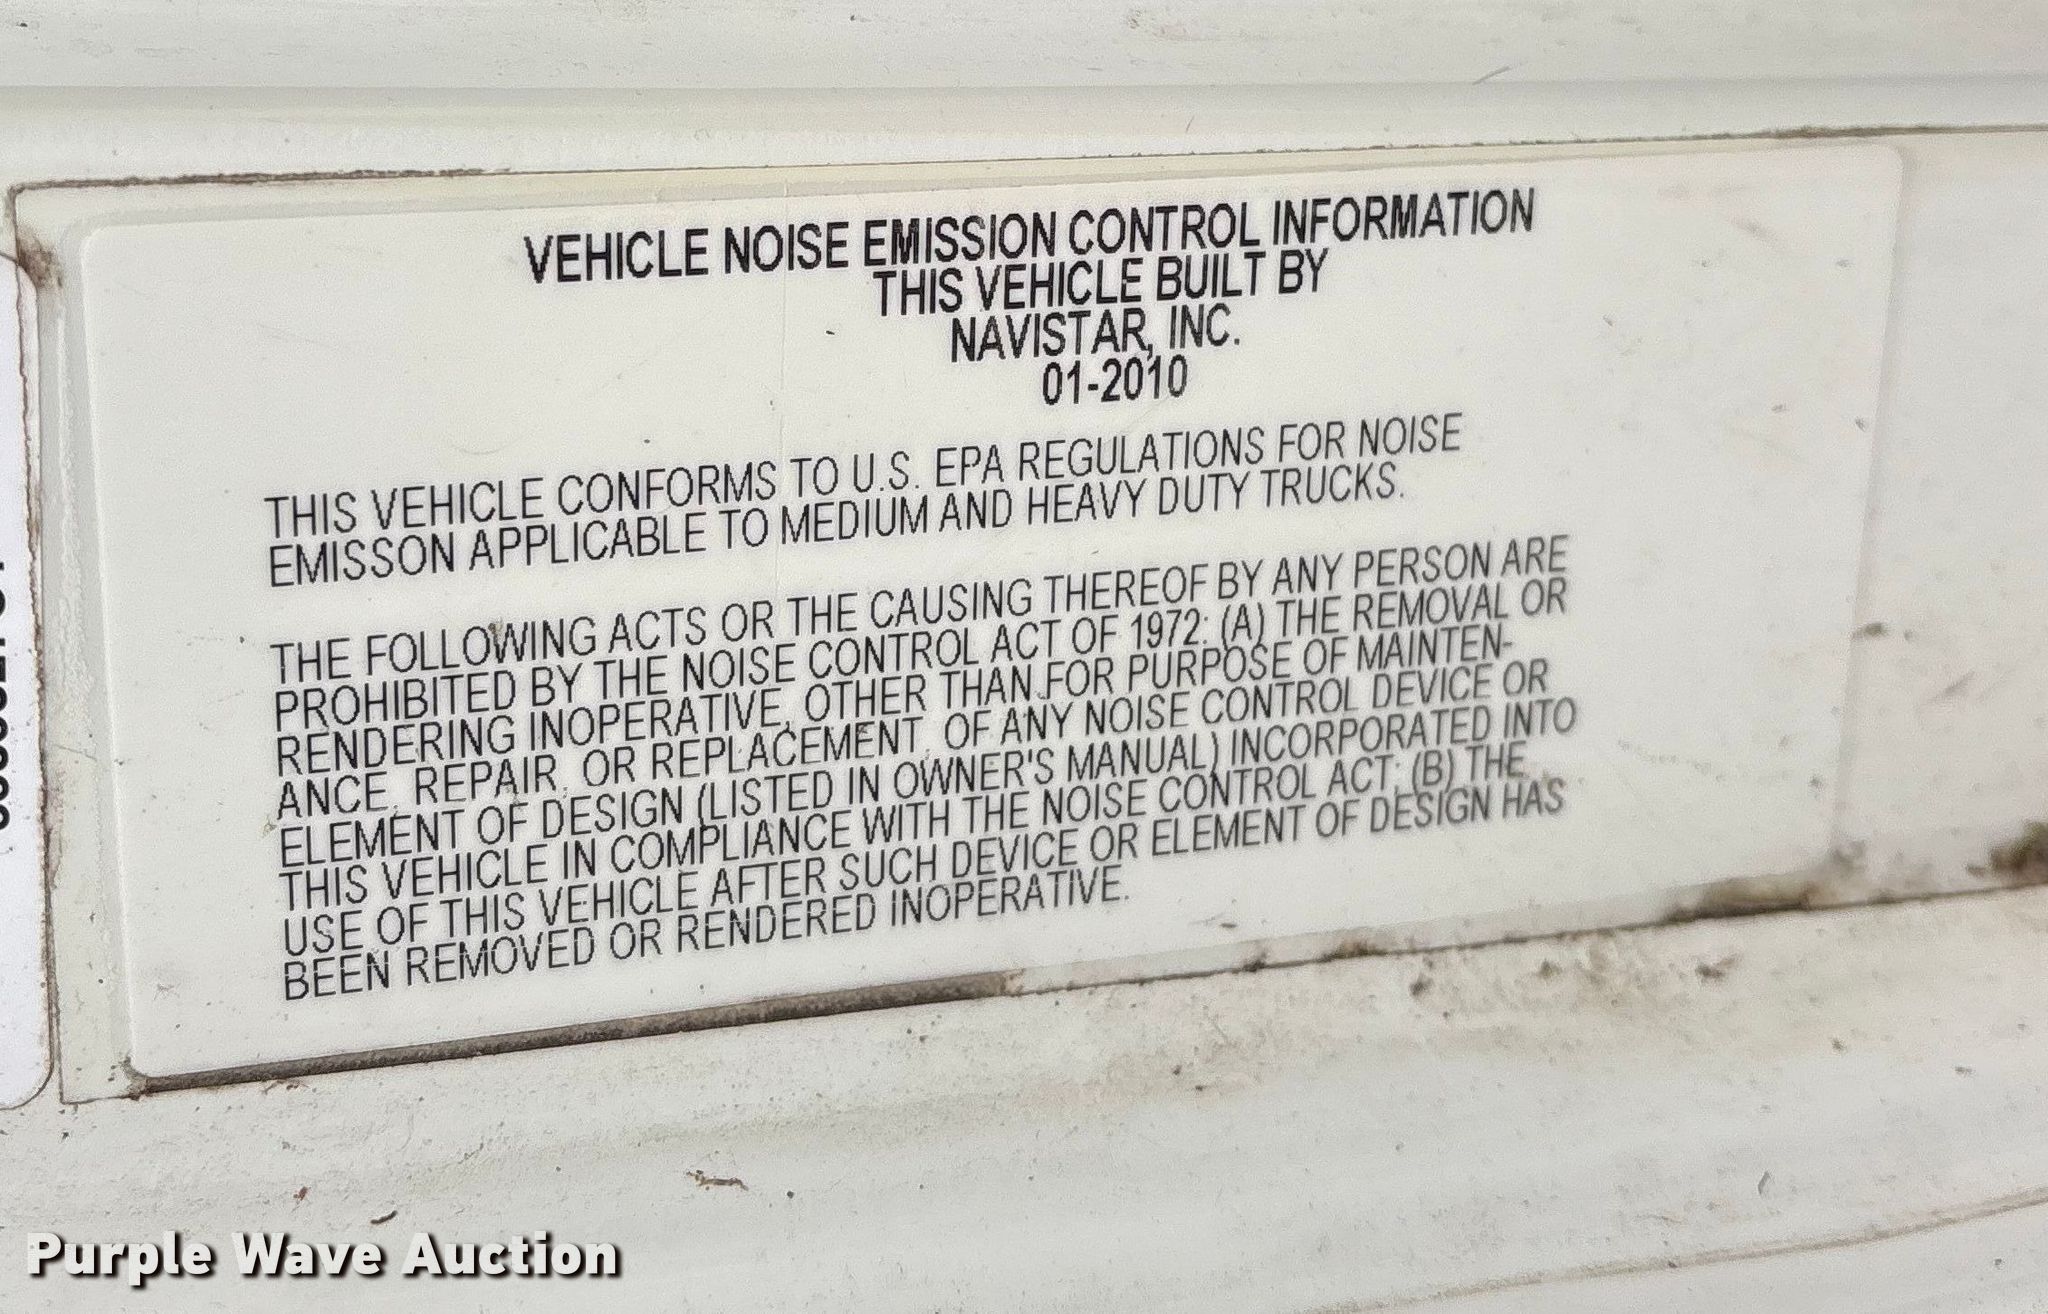 VEHICLE NOISE EMISSION CONTROL INFORMATION
THIS VEHICLE BUILT BY
NAVISTAR, INC.
01-2010
THIS VEHICLE CONFORMS TO U.S. EPA REGULATIONS FOR NOISE
EMISSON APPLICABLE TO MEDIUM AND HEAVY DUTY TRUCKS.
THE FOLLOWING ACTS OR THE CAUSING THEREOF BY ANY PERSON ARE
PROHIBITED BY THE NOISE CONTROL ACT OF 1972: (A) THE REMOVAL OR
RENDERING INOPERATIVE, OTHER THAN FOR PURPOSE OF MAINTEN-
ANCE, REPAIR, OR REPLACEMENT, OF ANY NOISE CONTROL DEVICE OR
ELEMENT OF DESIGN (LISTED IN OWNER'S MANUAL) INCORPORATED INTO
THIS VEHICLE IN COMPLIANCE WITH THE NOISE CONTROL ACT; (B) THE
USE OF THIS VEHICLE AFTER SUCH DEVICE OR ELEMENT OF DESIGN HAS
BEEN REMOVED OR RENDERED INOPERATIVE.
Purple Wave Auction